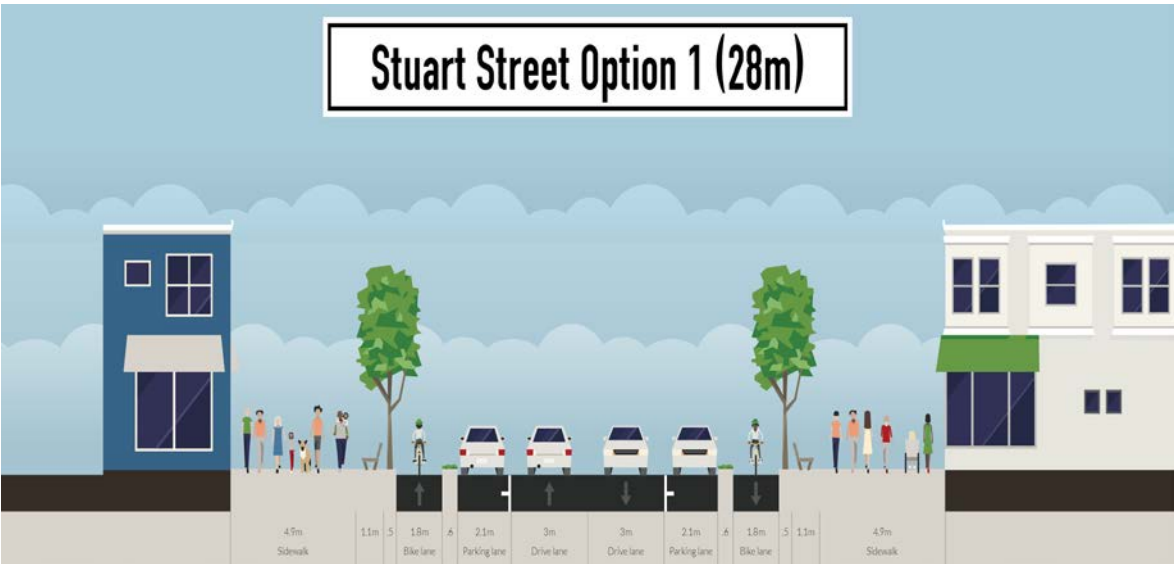 Stuart Street Option 1 (28m)
4.9m 1.1m .5 1.8m .6 2.1m 3m 3m 2.1m .6 1.8m .5 1.1m 4.9m
Sidewalk Bike lane Parking lane Drive lane Drive lane Parking lane Bike lane Sidewalk